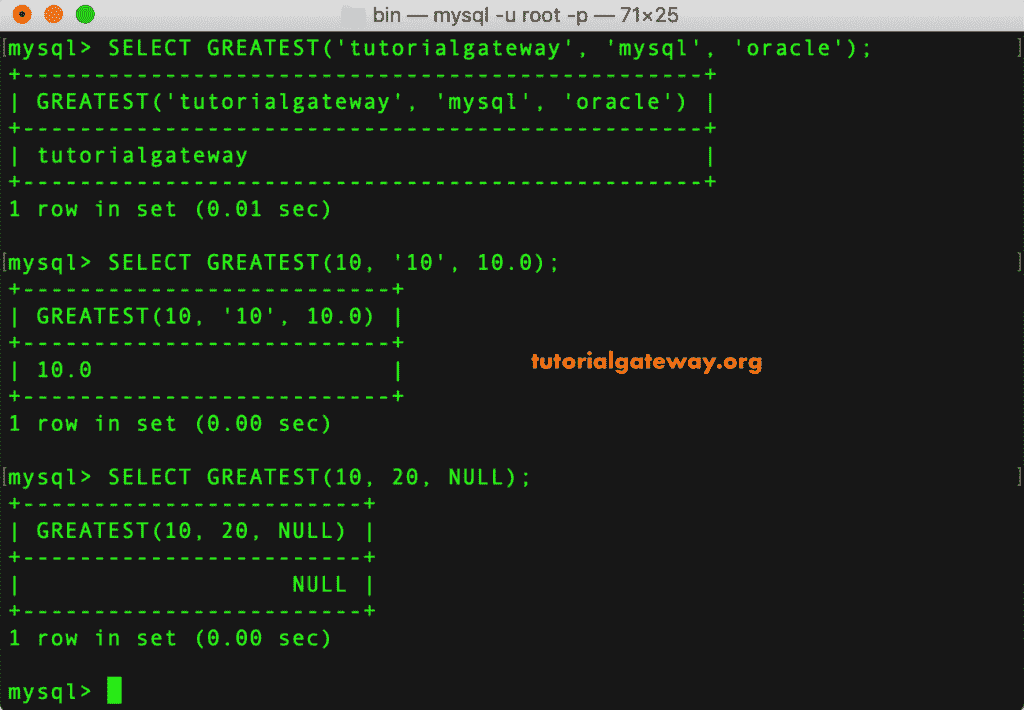 bin — mysql -u root -p — 71×25
[mysql> SELECT GREATEST('tutorialgateway', 'mysql', 'oracle'); ]
+------------------------------------------------+
| GREATEST('tutorialgateway', 'mysql', 'oracle') |
+------------------------------------------------+
| tutorialgateway                                |
+------------------------------------------------+
1 row in set (0.01 sec)
[mysql> SELECT GREATEST(10, '10', 10.0); ]
+--------------------------+
| GREATEST(10, '10', 10.0) |
+--------------------------+
| 10.0                     |
+--------------------------+
tutorialgateway.org
1 row in set (0.00 sec)
[mysql> SELECT GREATEST(10, 20, NULL); ]
+------------------------+
| GREATEST(10, 20, NULL) |
+------------------------+
|                   NULL |
+------------------------+
1 row in set (0.00 sec)
mysql>